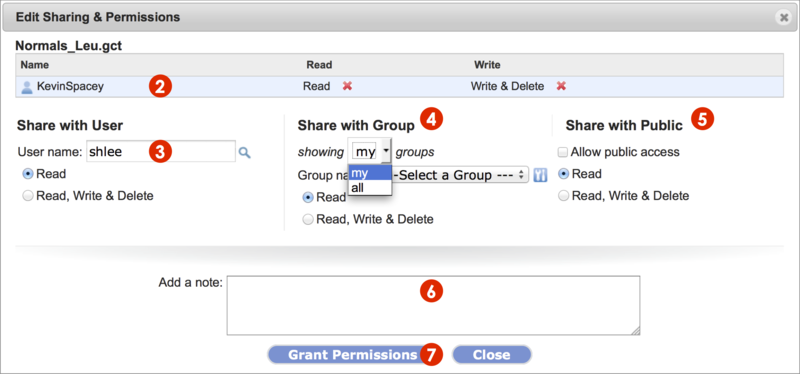 Edit Sharing & Permissions
Normals_Leu.gct
Name Read Write
KevinSpacey 2 Read Write & Delete
Share with User
User name: shlee 3
Read
Read, Write & Delete
Share with Group 4
showing my groups
my
all
Group na -Select a Group ---
Read
Read, Write & Delete
Share with Public 5
Allow public access
Read
Read, Write & Delete
Add a note: 6
Grant Permissions 7 Close